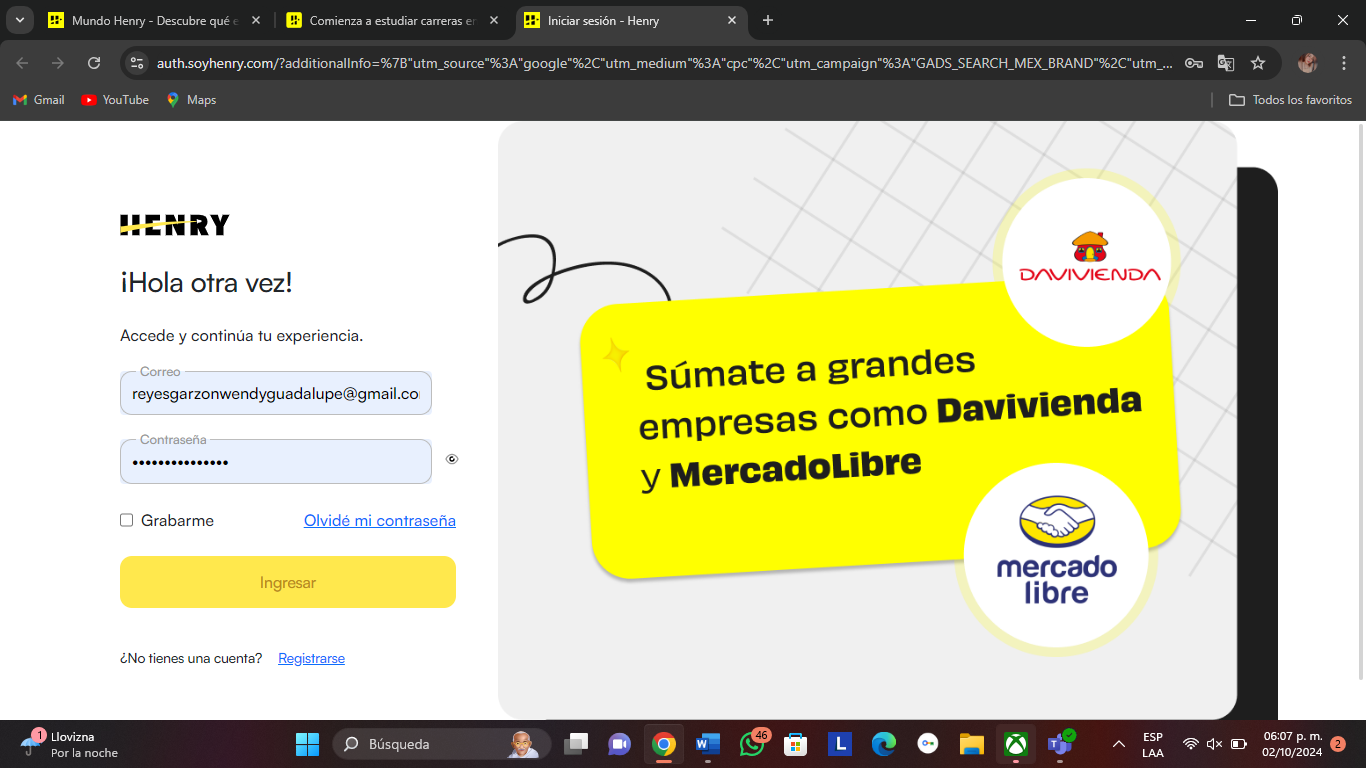 Mundo Henry - Descubre qué e
Comienza a estudiar carreras en
Iniciar sesión - Henry
auth.soyhenry.com/?additionalInfo=%7B"utm_source"%3A"google"%2C"utm_medium"%3A"cpc"%2C"utm_campaign"%3A"GADS_SEARCH_MEX_BRAND"%2C"utm_...
Gmail
YouTube
Maps
Todos los favoritos
HENRY
¡Hola otra vez!
Accede y continúa tu experiencia.
Correo
reyesgarzonwendyguadalupe@gmail.co
Contraseña
•••••••••••••••
Grabarme
Olvidé mi contraseña
Ingresar
¿No tienes una cuenta? Registrarse
DAVIVIENDA
Súmate a grandes
empresas como Davivienda
y MercadoLibre
mercado
libre
1
Llovizna
Por la noche
Búsqueda
46
L
ESP
LAA
06:07 p. m.
02/10/2024
2